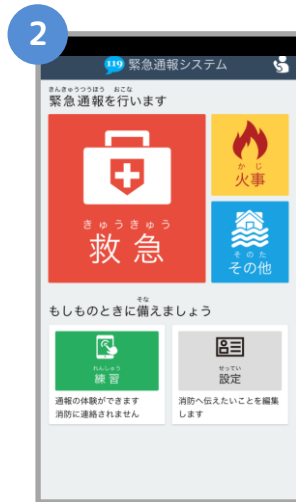 2
119 緊急通報システム
きんきゅうつうほう おこな
緊急通報を行います
きゅうきゅう
救急
かじ
火事
そのた
その他
そな
もしものときに備えましょう
れんしゅう
練習
せってい
設定
通報の体験ができます
消防に連絡されません
消防へ伝えたいことを編集
します